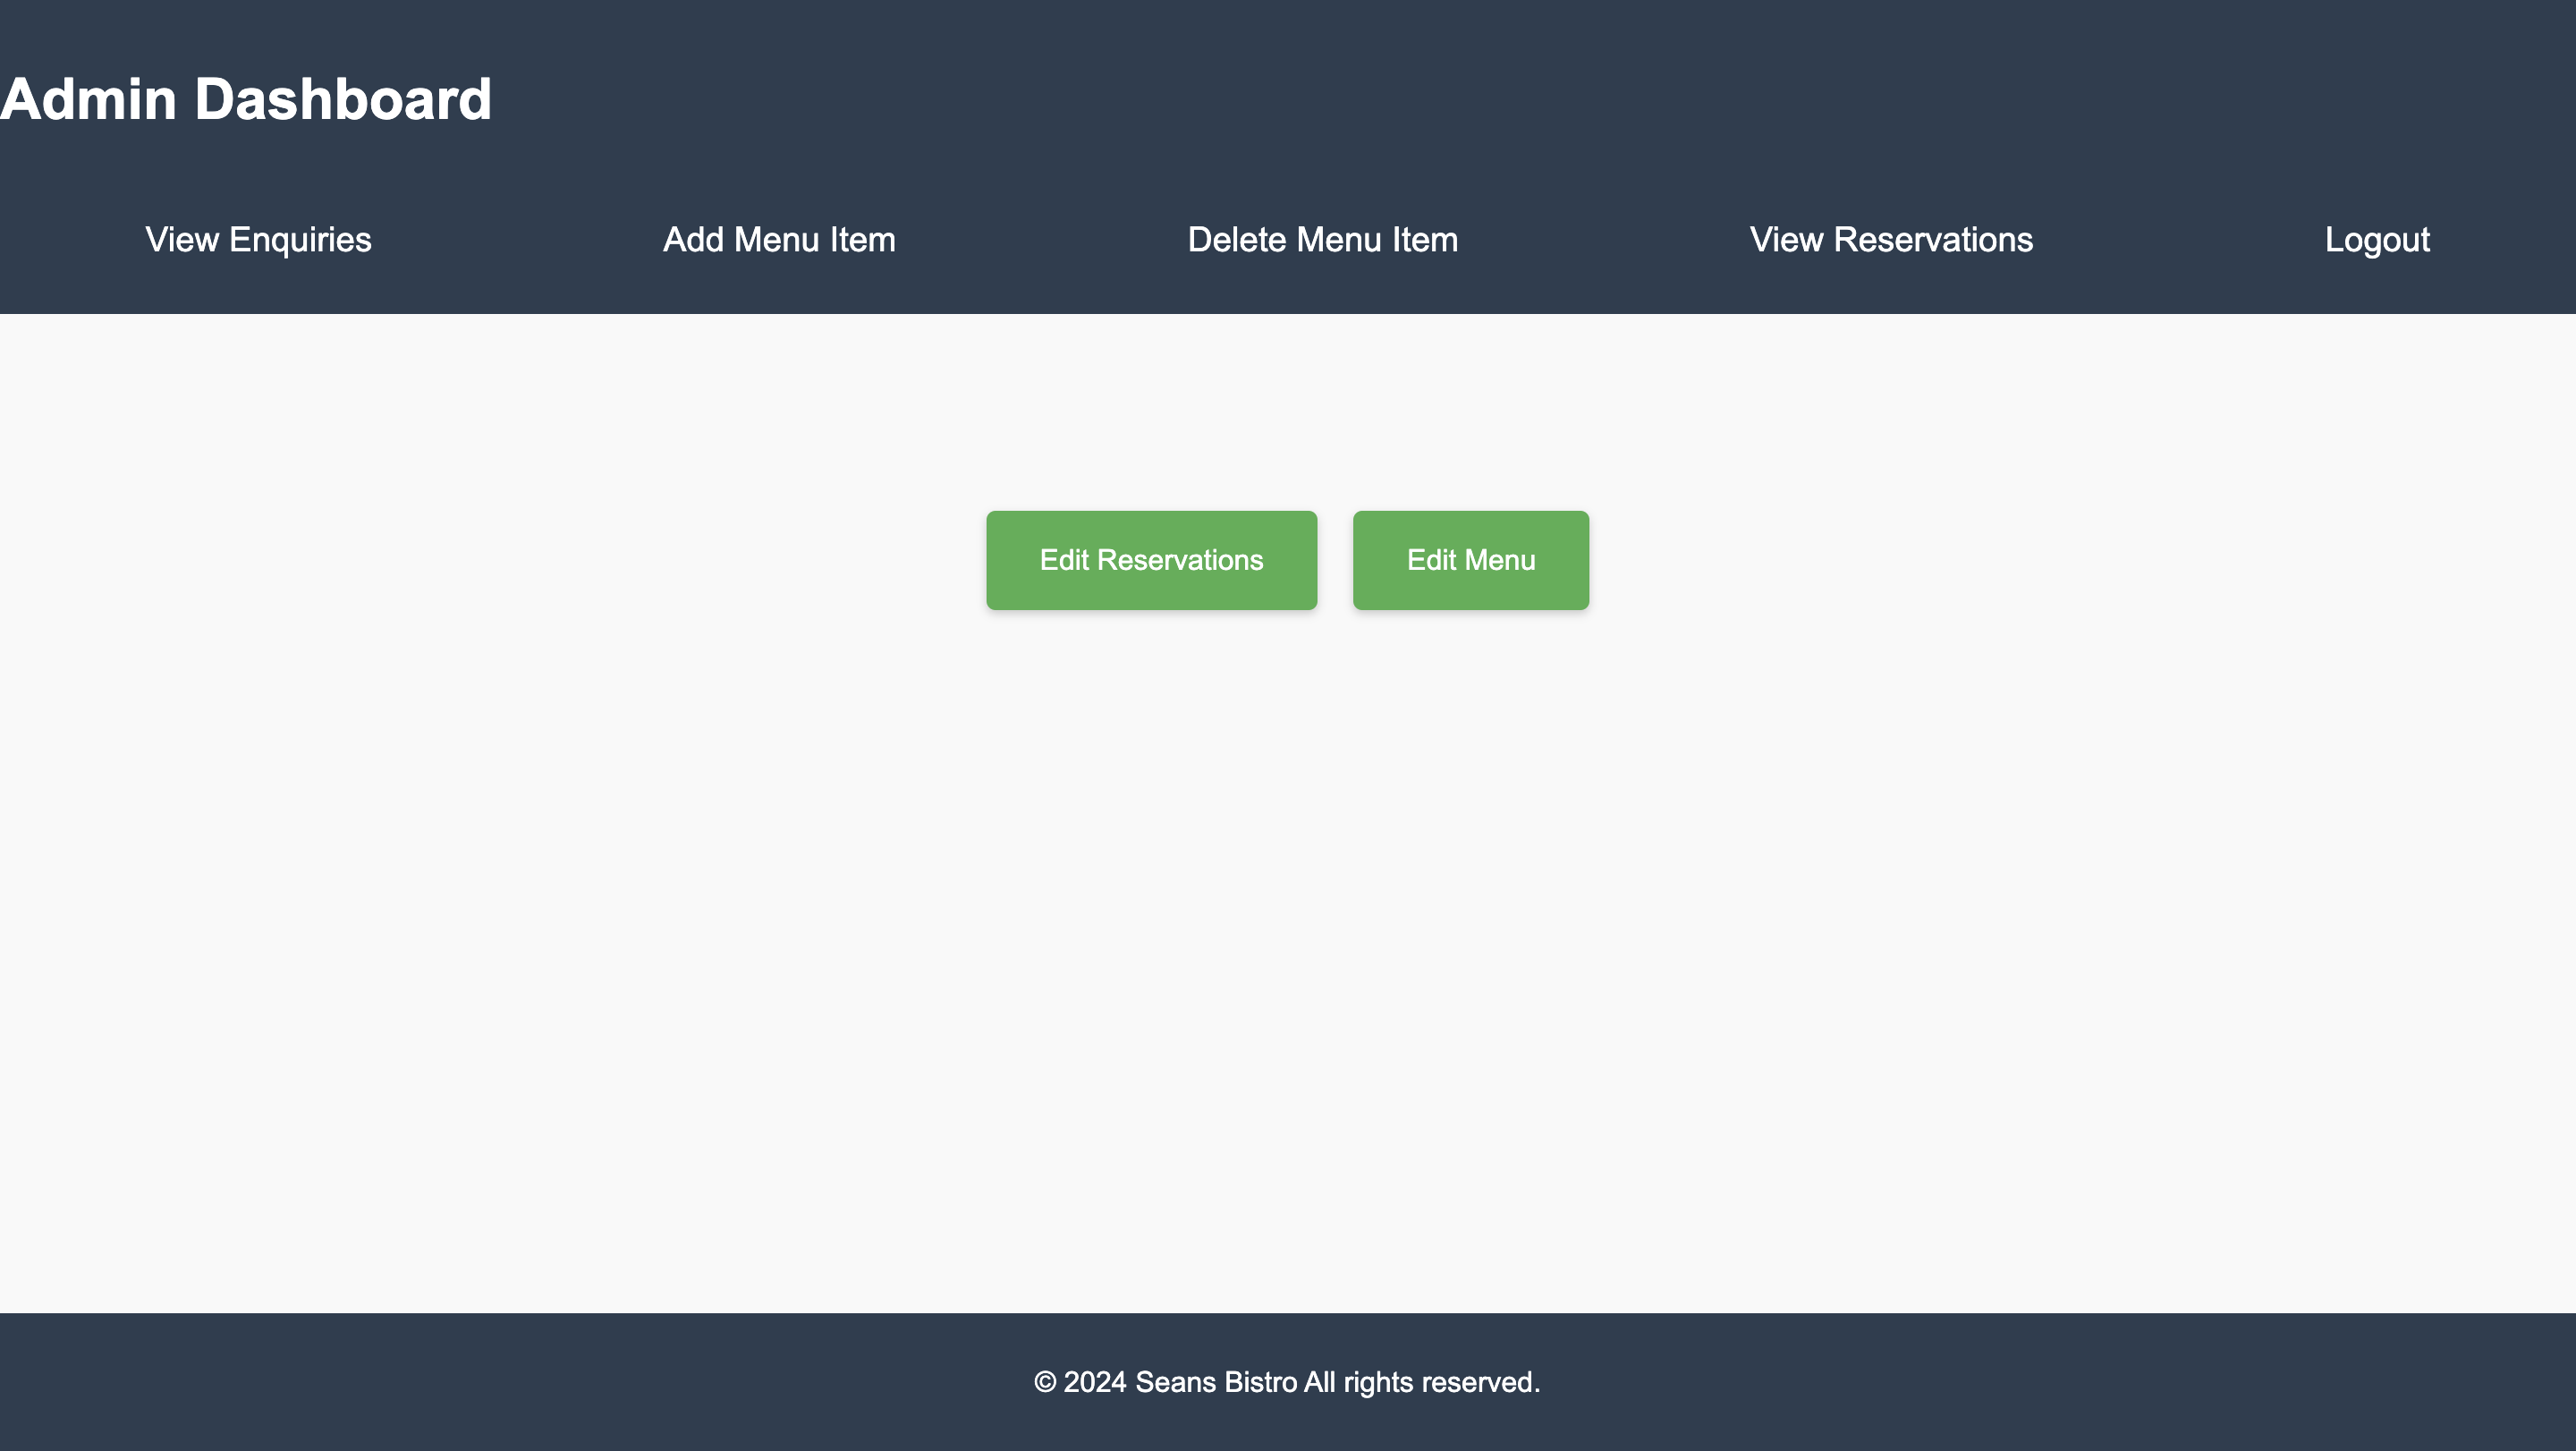 Admin Dashboard
View Enquiries Add Menu Item Delete Menu Item View Reservations Logout
Edit Reservations Edit Menu
© 2024 Seans Bistro All rights reserved.